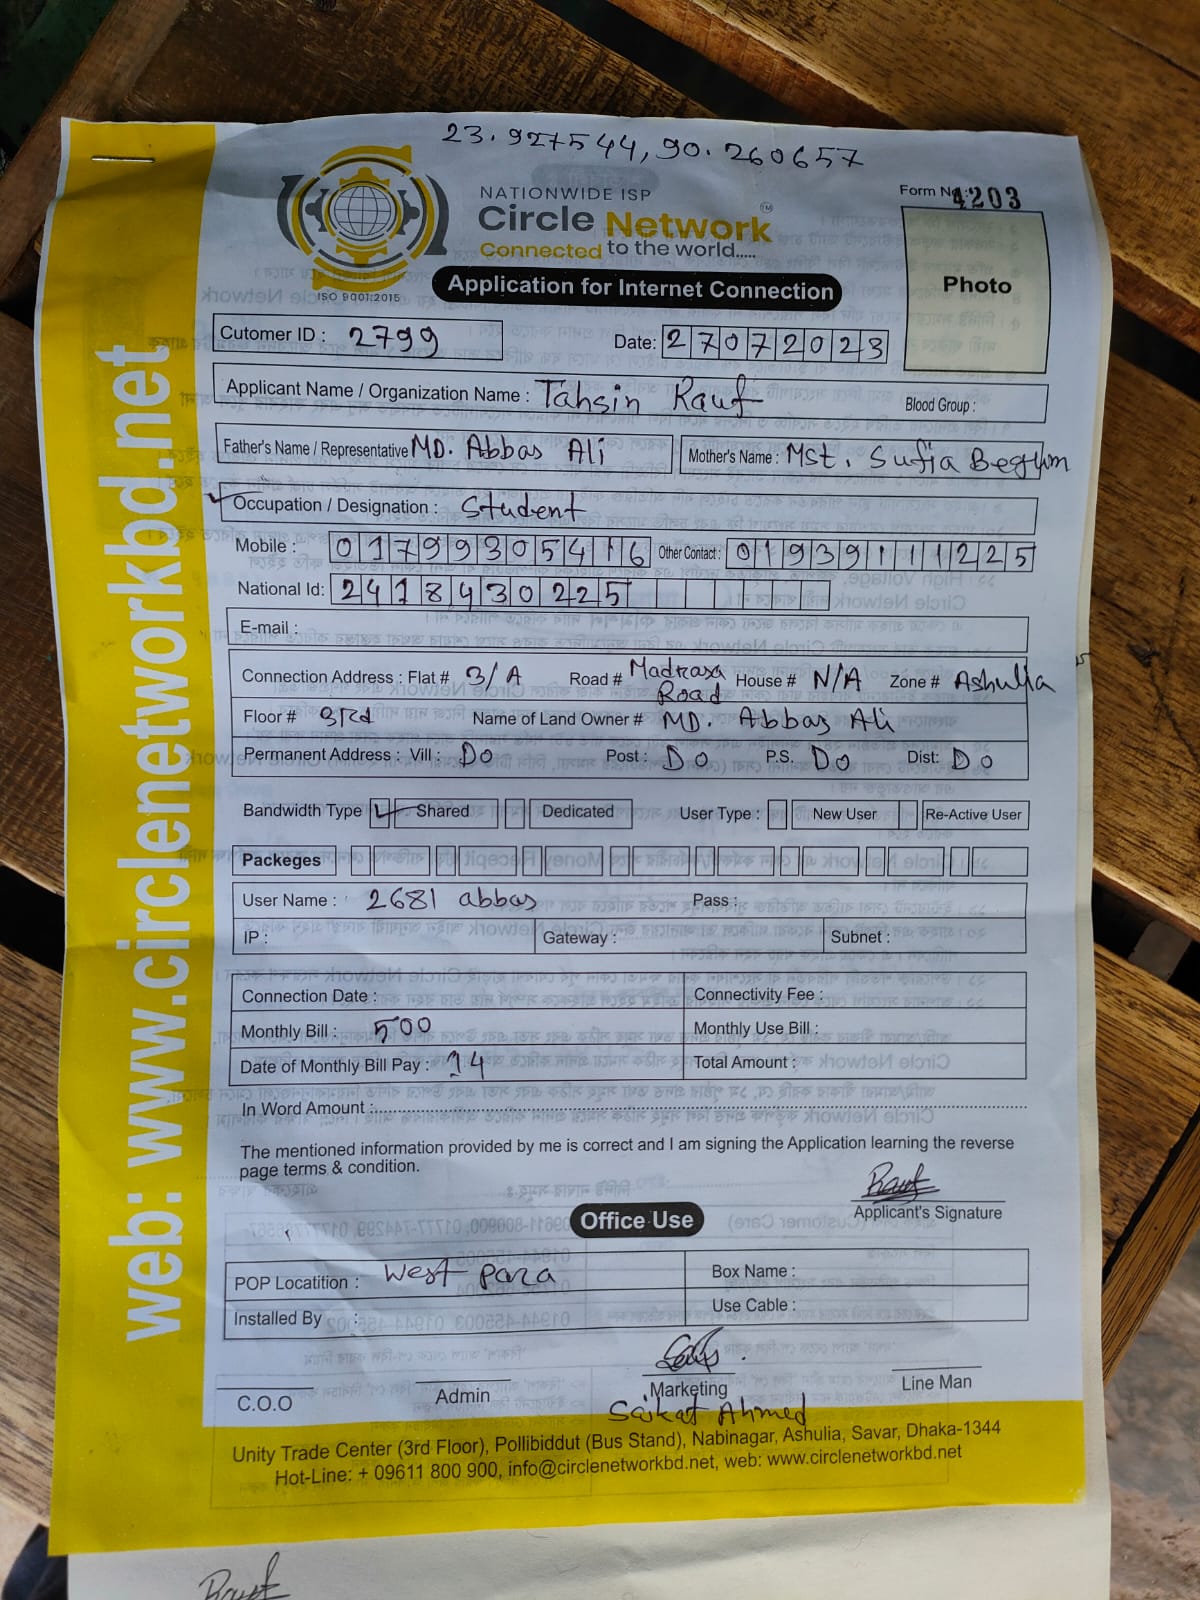 23.927544, 90.260657
NATIONWIDE ISP
Circle Network TM
Connected to the world.....
ISO 9001:2015
Form No. 4203
Photo
Application for Internet Connection
Cutomer ID : 2799
Date: 27072023
Applicant Name / Organization Name : Tahsin Rauf
Blood Group :
Father's Name / Representative MD. Abbas Ali
Mother's Name : Mst. Sufia Begum
Occupation / Designation : Student
Mobile : 01799305416 Other Contact : 01939111225
National Id: 2418430225
E-mail :
Connection Address : Flat # 3/A Road # Madrasa Road House # N/A Zone # Ashulia
Floor # 3rd Name of Land Owner # MD. Abbas Ali
Permanent Address : Vill : Do Post : Do P.S. Do Dist: Do
Bandwidth Type Shared Dedicated User Type : New User Re-Active User
Packeges
User Name : 2681 abbas Pass :
IP : Gateway : Subnet :
Connection Date : Connectivity Fee :
Monthly Bill : 500 Monthly Use Bill :
Date of Monthly Bill Pay : 14 Total Amount :
In Word Amount :
The mentioned information provided by me is correct and I am signing the Application learning the reverse
page terms & condition.
Rauf
Applicant's Signature
Office Use
POP Locatition : West para Box Name :
Installed By : Use Cable :
C.O.O Admin Marketing Line Man
Saikat Ahmed
Unity Trade Center (3rd Floor), Pollibiddut (Bus Stand), Nabinagar, Ashulia, Savar, Dhaka-1344
Hot-Line: + 09611 800 900, info@circlenetworkbd.net, web: www.circlenetworkbd.net
web: www.circlenetworkbd.net
Rauf